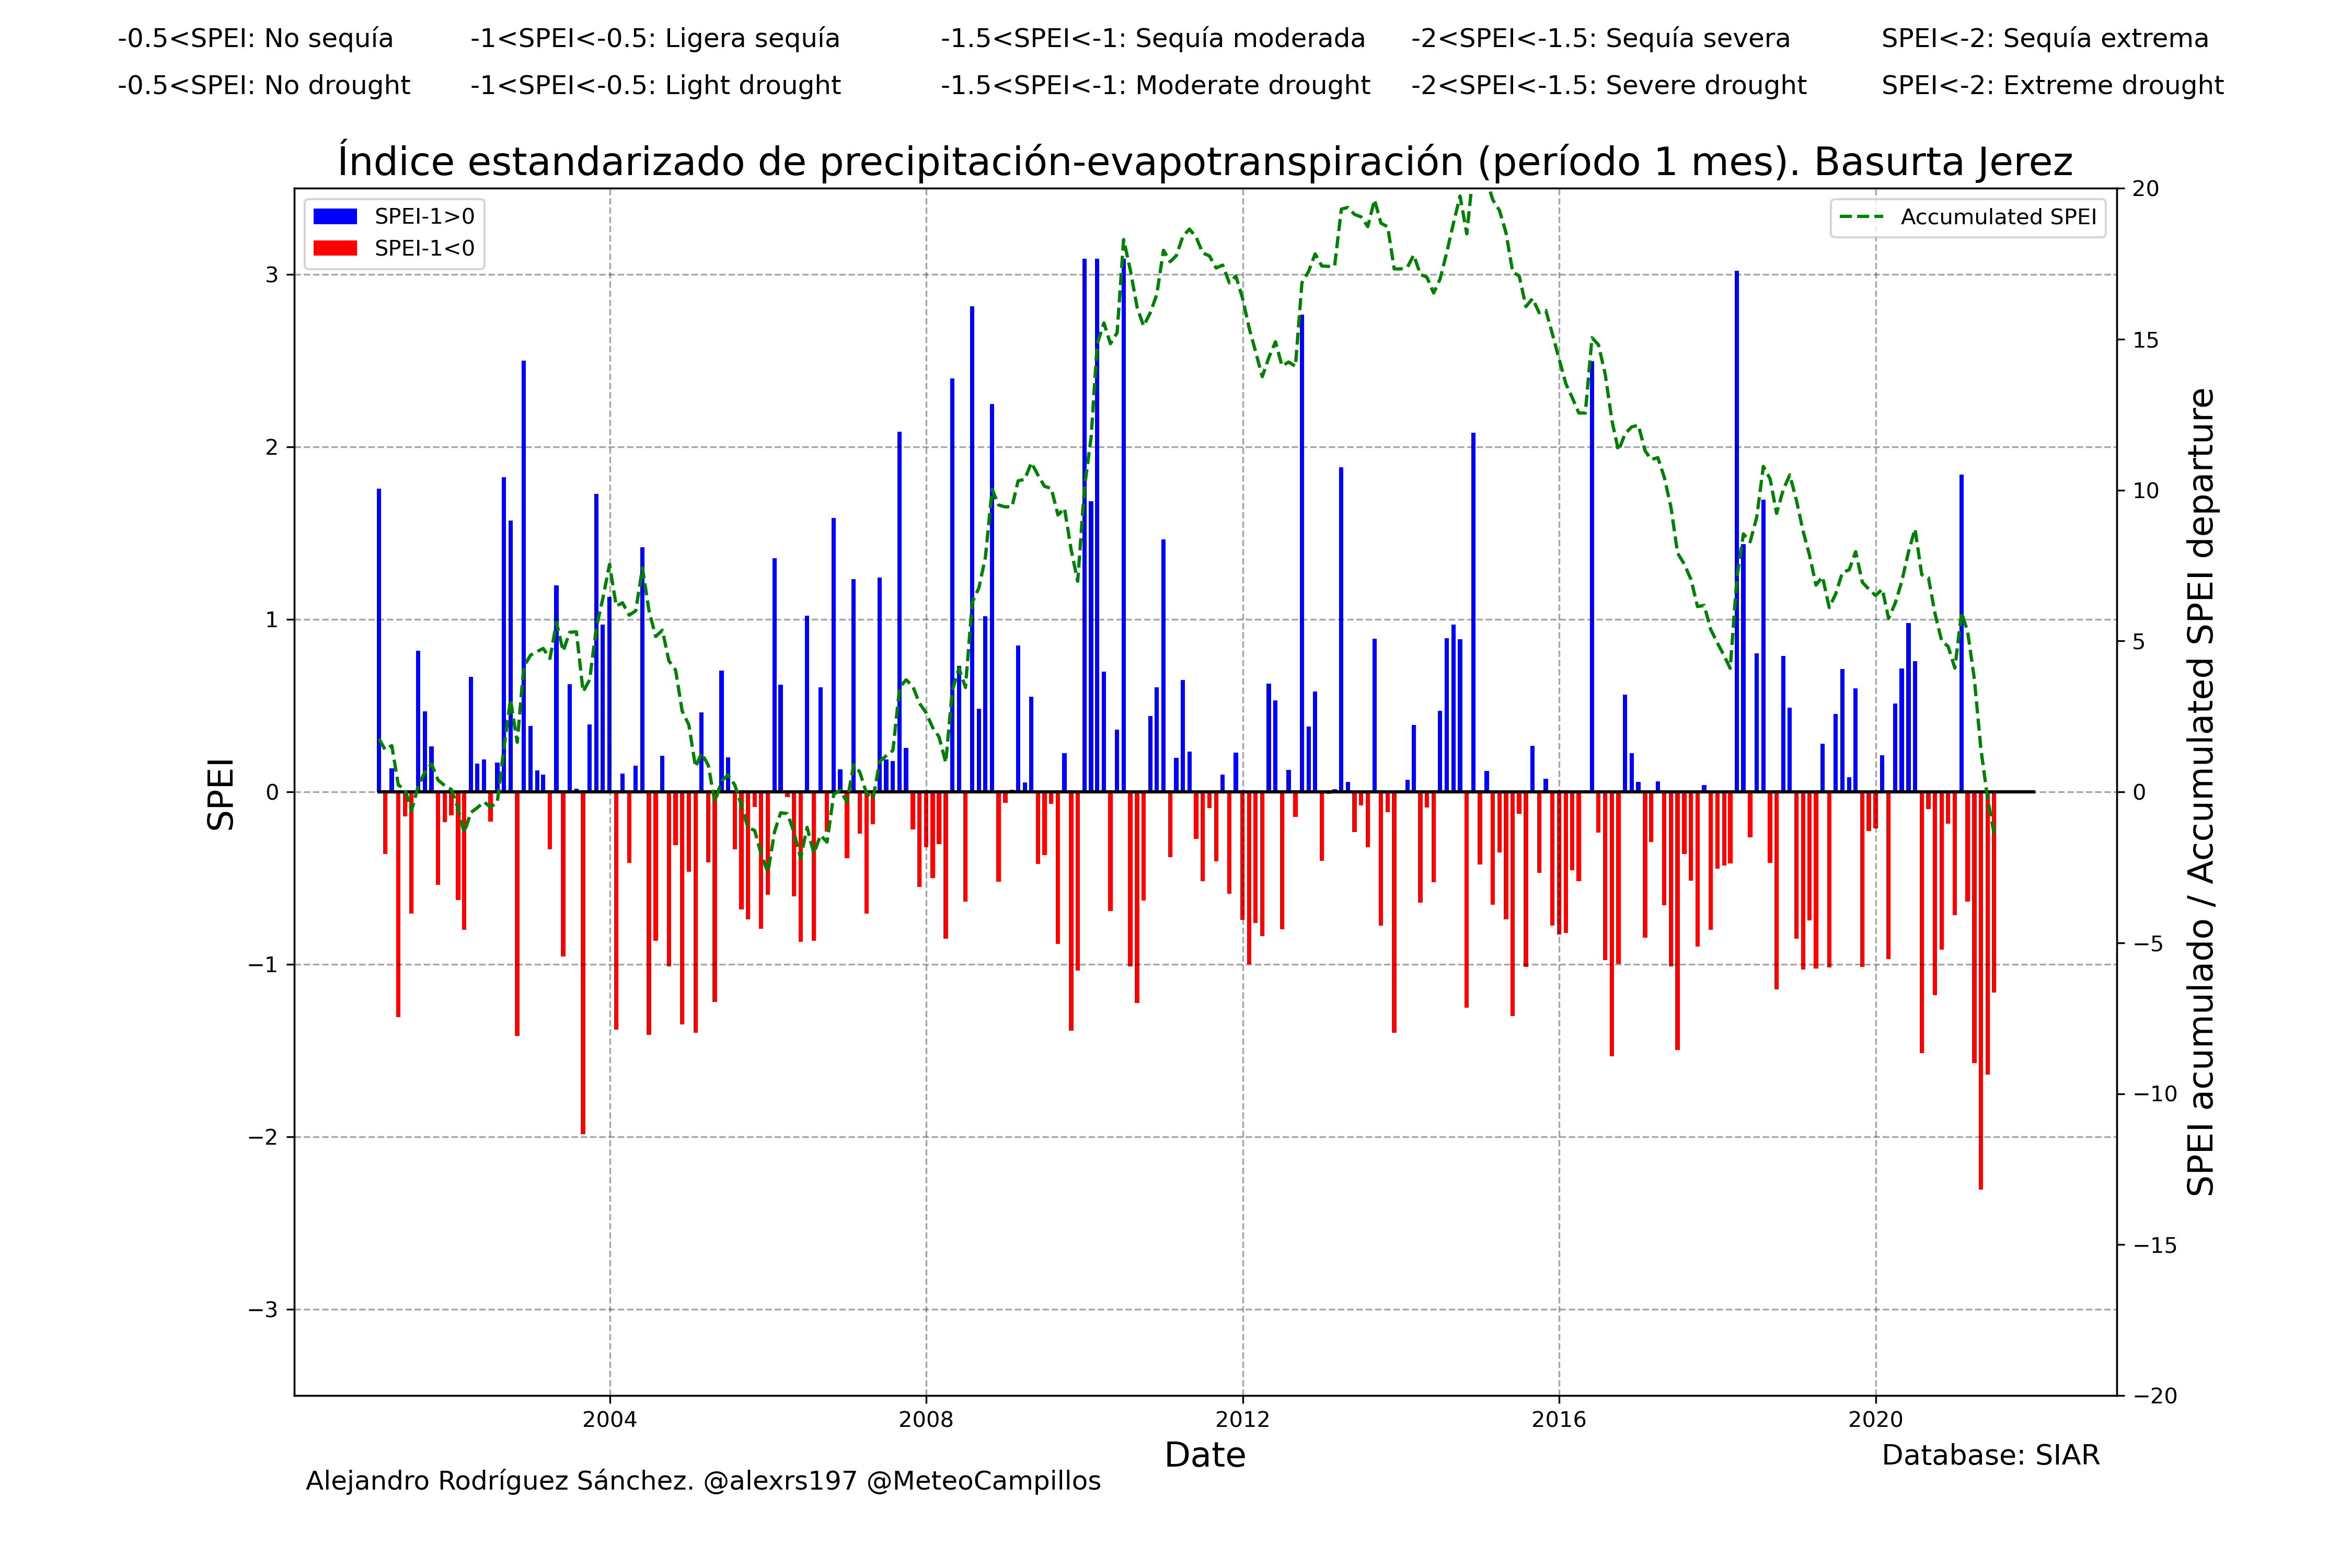 -0.5<SPEI: No sequía -1<SPEI<-0.5: Ligera sequía -1.5<SPEI<-1: Sequía moderada -2<SPEI<-1.5: Sequía severa SPEI<-2: Sequía extrema
-0.5<SPEI: No drought -1<SPEI<-0.5: Light drought -1.5<SPEI<-1: Moderate drought -2<SPEI<-1.5: Severe drought SPEI<-2: Extreme drought
Índice estandarizado de precipitación-evapotranspiración (período 1 mes). Basurta Jerez
SPEI-1>0
SPEI-1<0
Accumulated SPEI
SPEI
3
2
1
0
−1
−2
−3
20
15
10
5
0
−5
−10
−15
−20
SPEI acumulado / Accumulated SPEI departure
2004 2008 2012 2016 2020
Date
Database: SIAR
Alejandro Rodríguez Sánchez. @alexrs197 @MeteoCampillos